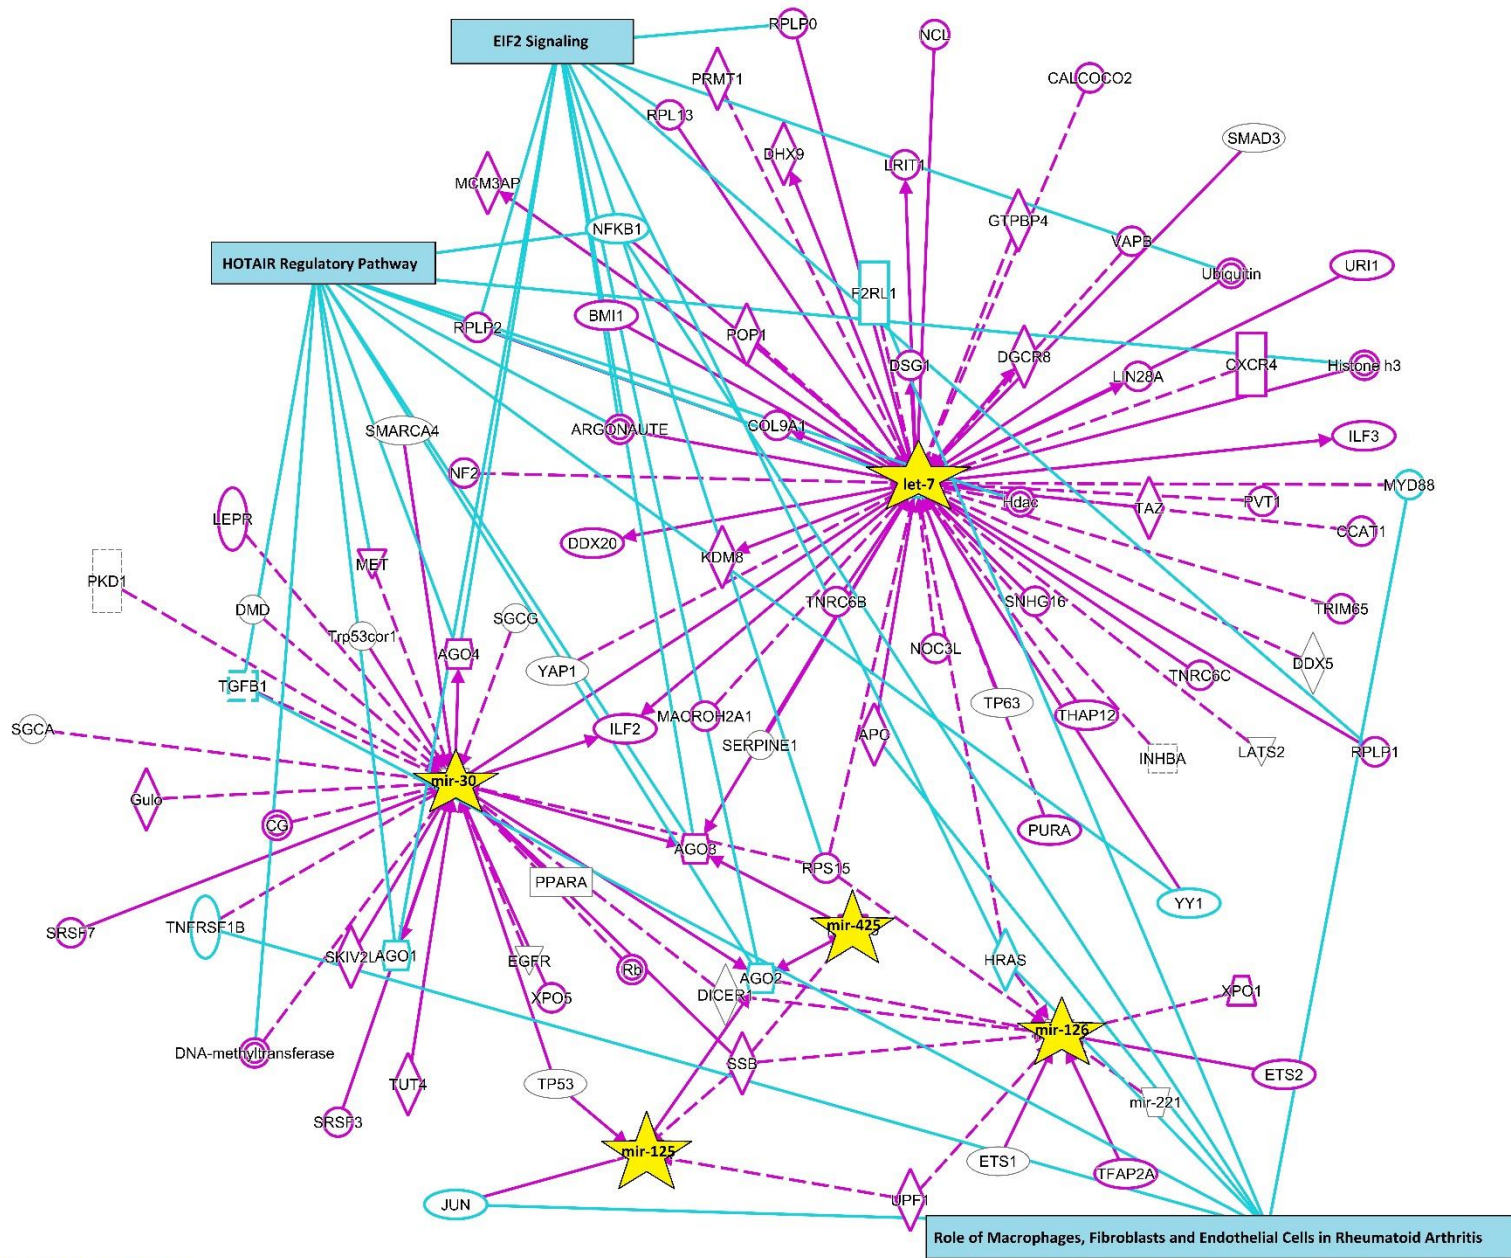 RPLP0
NCL
EIF2 Signaling
PRMT1
CALCOCO2
RPL13
SMAD3
DHX9
LRIT1
MCM3AP
GTPBP4
NFKB1
VAPB
HOTAIR Regulatory Pathway
Ubiquitin
URI1
F2RL1
BMI1
RPLP2
POP1
DSG1
DGCR8
LIN28A
CXCR4
Histone h3
SMARCA4
ARGONAUTE
COL9A1
ILF3
NF2
let-7
MYD88
Hdac
TAZ
PVT1
LEPR
CCAT1
DDX20
KDM8
MET
PKD1
DMD
Trp53cor1
SGCG
TNRC6B
SNHG16
TRIM65
AGO4
NOC3L
YAP1
DDX5
TNRC6C
TGFB1
TP63
THAP12
SGCA
ILF2
MACROH2A1
SERPINE1
APC
INHBA
LATS2
RPLP1
mir-30
Gulo
CG
PURA
AGO3
RPS15
PPARA
YY1
TNFRSF1B
SRSF7
mir-425
SKIV2L
AGO1
EGFR
Rb
HRAS
AGO2
DICER1
XPO5
XPO1
mir-126
DNA-methyltransferase
SSB
TUT4
TP53
ETS2
mir-221
SRSF3
mir-125
ETS1
TFAP2A
JUN
UPF1
Role of Macrophages, Fibroblasts and Endothelial Cells in Rheumatoid Arthritis